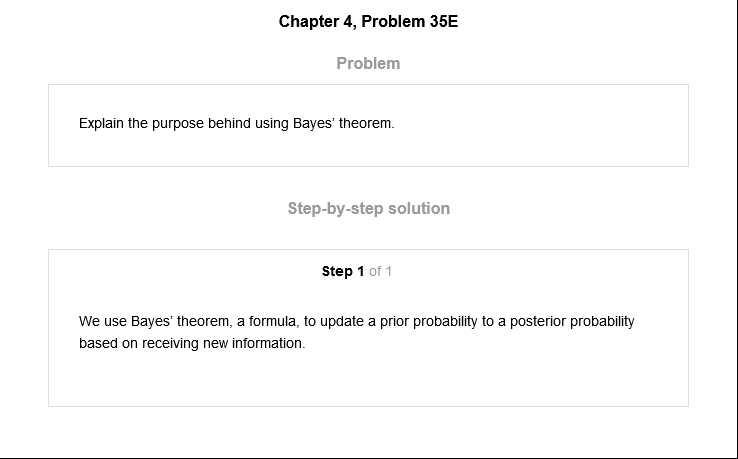 Chapter 4, Problem 35E
Problem
Explain the purpose behind using Bayes’ theorem.
Step-by-step solution
Step 1 of 1
We use Bayes’ theorem, a formula, to update a prior probability to a posterior probability
based on receiving new information.